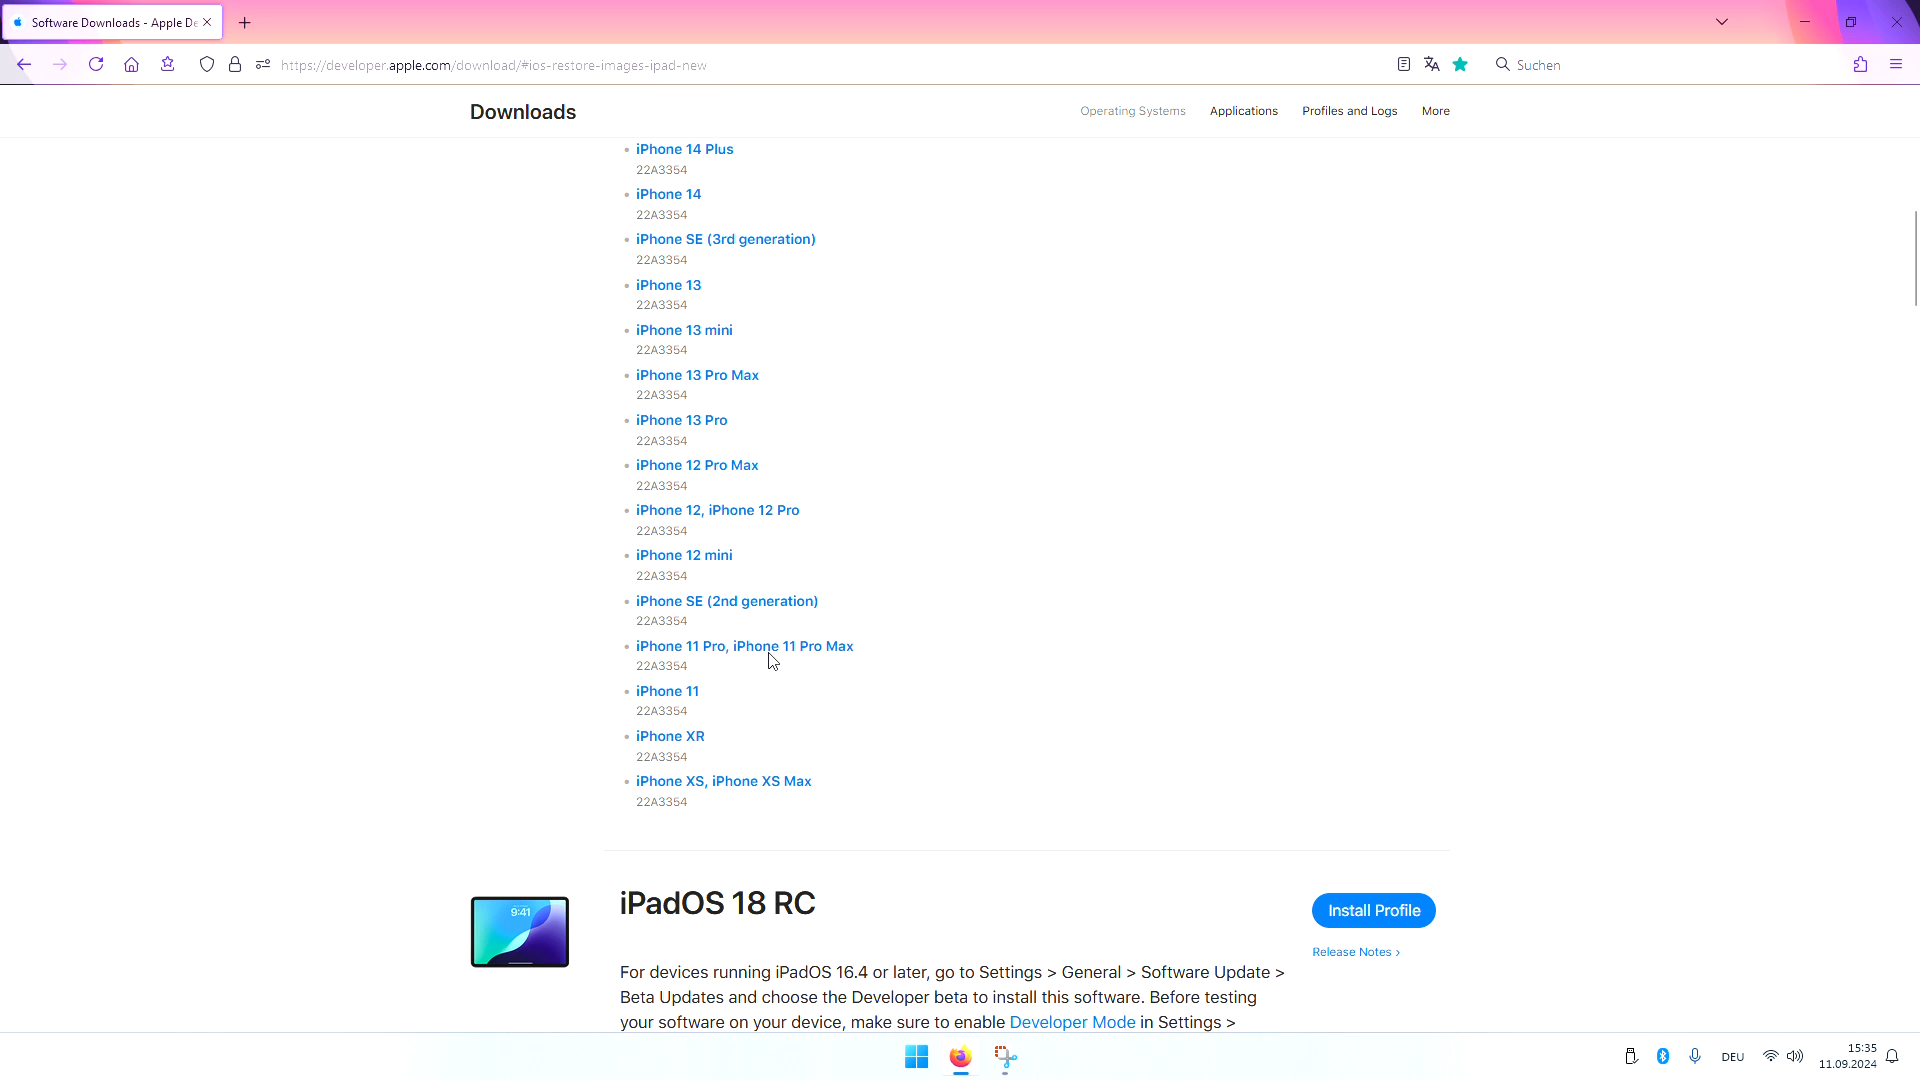 Software Downloads - Apple De
https://developer.apple.com/download/#ios-restore-images-ipad-new
Suchen
Downloads
Operating Systems
Applications
Profiles and Logs
More
iPhone 14 Plus
22A3354
iPhone 14
22A3354
iPhone SE (3rd generation)
22A3354
iPhone 13
22A3354
iPhone 13 mini
22A3354
iPhone 13 Pro Max
22A3354
iPhone 13 Pro
22A3354
iPhone 12 Pro Max
22A3354
iPhone 12, iPhone 12 Pro
22A3354
iPhone 12 mini
22A3354
iPhone SE (2nd generation)
22A3354
iPhone 11 Pro, iPhone 11 Pro Max
22A3354
iPhone 11
22A3354
iPhone XR
22A3354
iPhone XS, iPhone XS Max
22A3354
9:41
iPadOS 18 RC
Install Profile
Release Notes >
For devices running iPadOS 16.4 or later, go to Settings > General > Software Update >
Beta Updates and choose the Developer beta to install this software. Before testing
your software on your device, make sure to enable Developer Mode in Settings >
DEU
15:35
11.09.2024